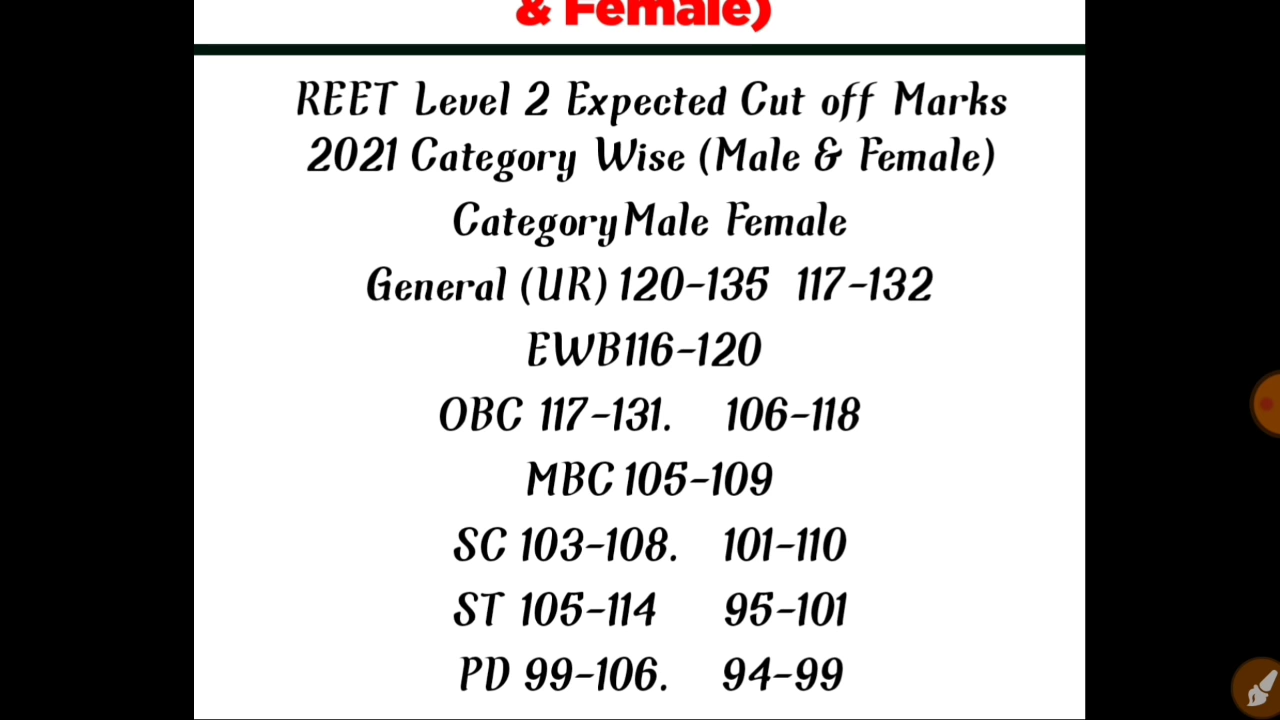 & Female)
REET Level 2 Expected Cut off Marks
2021 Category Wise (Male & Female)
Category Male Female
General (UR) 120-135 117-132
EWB 116-120
OBC 117-131. 106-118
MBC 105-109
SC 103-108. 101-110
ST 105-114 95-101
PD 99-106. 94-99